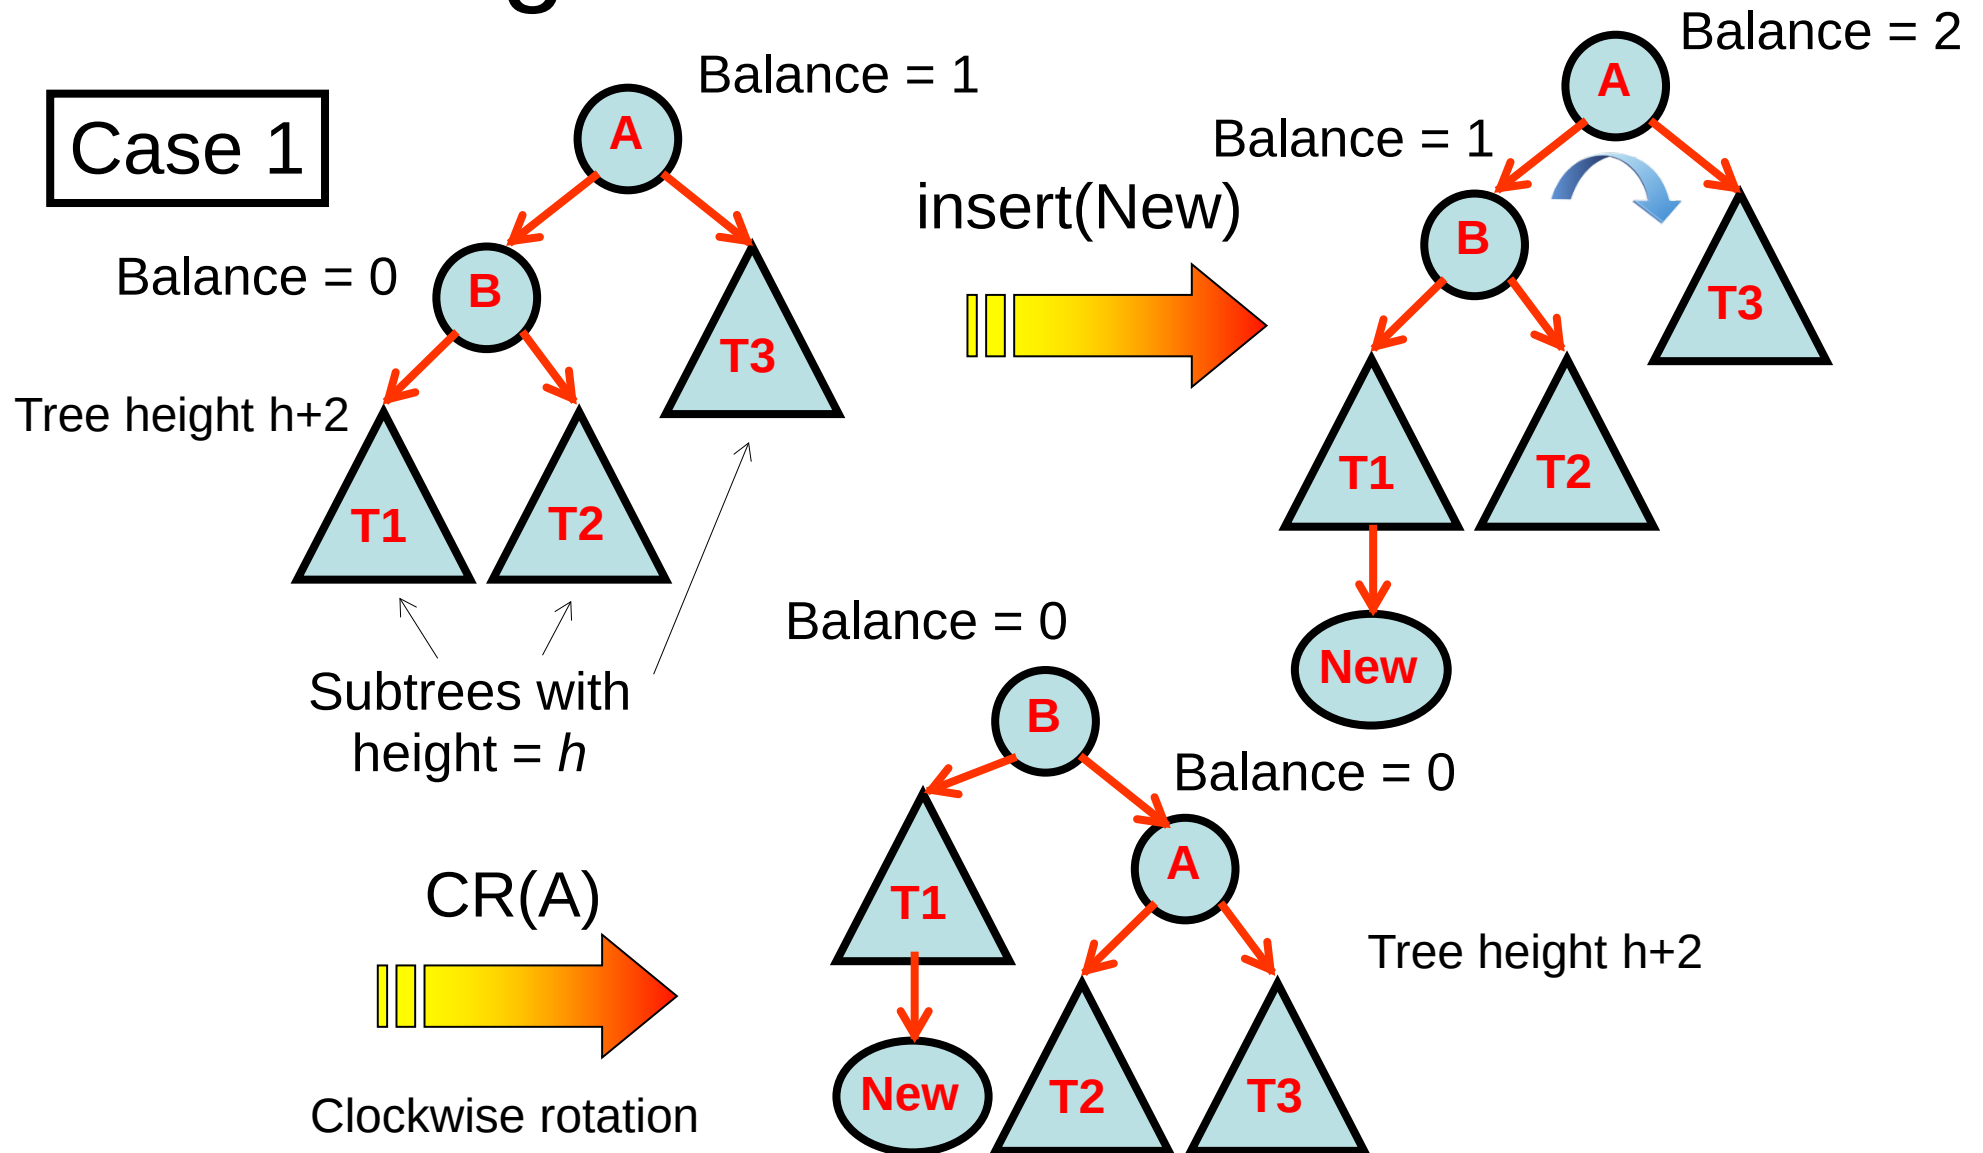 Case 1
Balance = 1
A
Balance = 0
B
T3
Tree height h+2
T1
T2
Subtrees with
height = h
insert(New)
Balance = 2
A
Balance = 1
B
T3
T1
T2
New
CR(A)
Clockwise rotation
Balance = 0
B
Balance = 0
A
T1
Tree height h+2
New
T2
T3